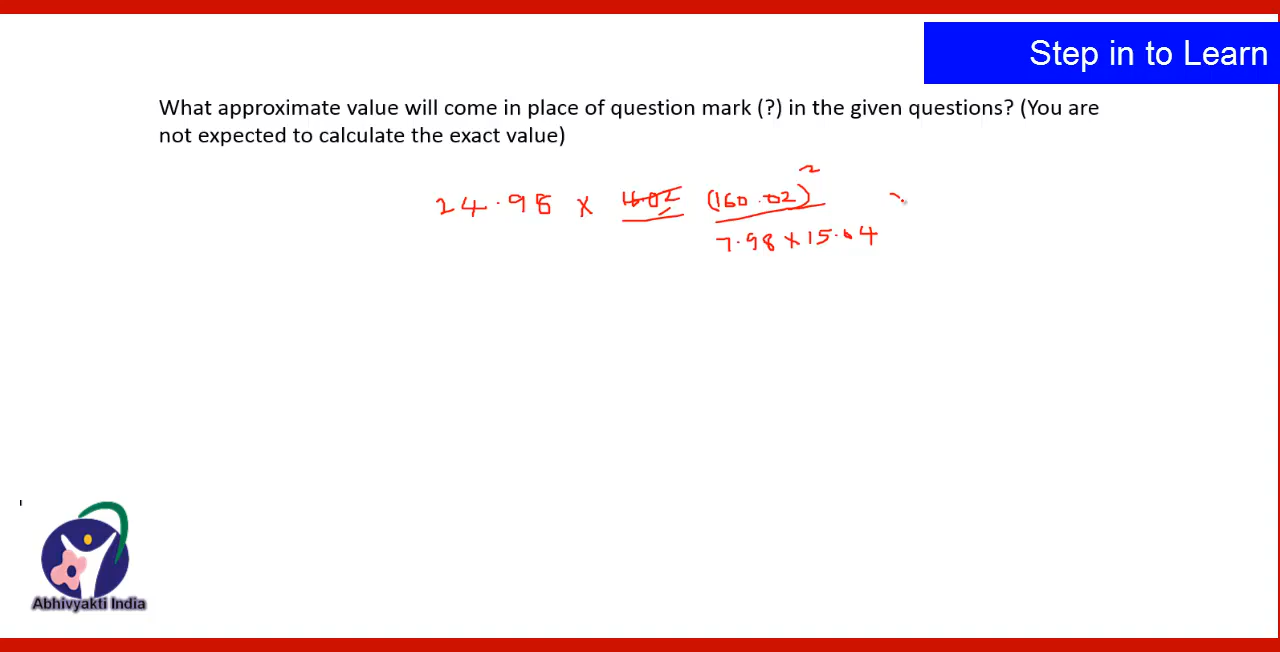 Step in to Learn
What approximate value will come in place of question mark (?) in the given questions? (You are
not expected to calculate the exact value)
24.98 × (160.02)²
7.98 × 15.04
Abhivyakti India